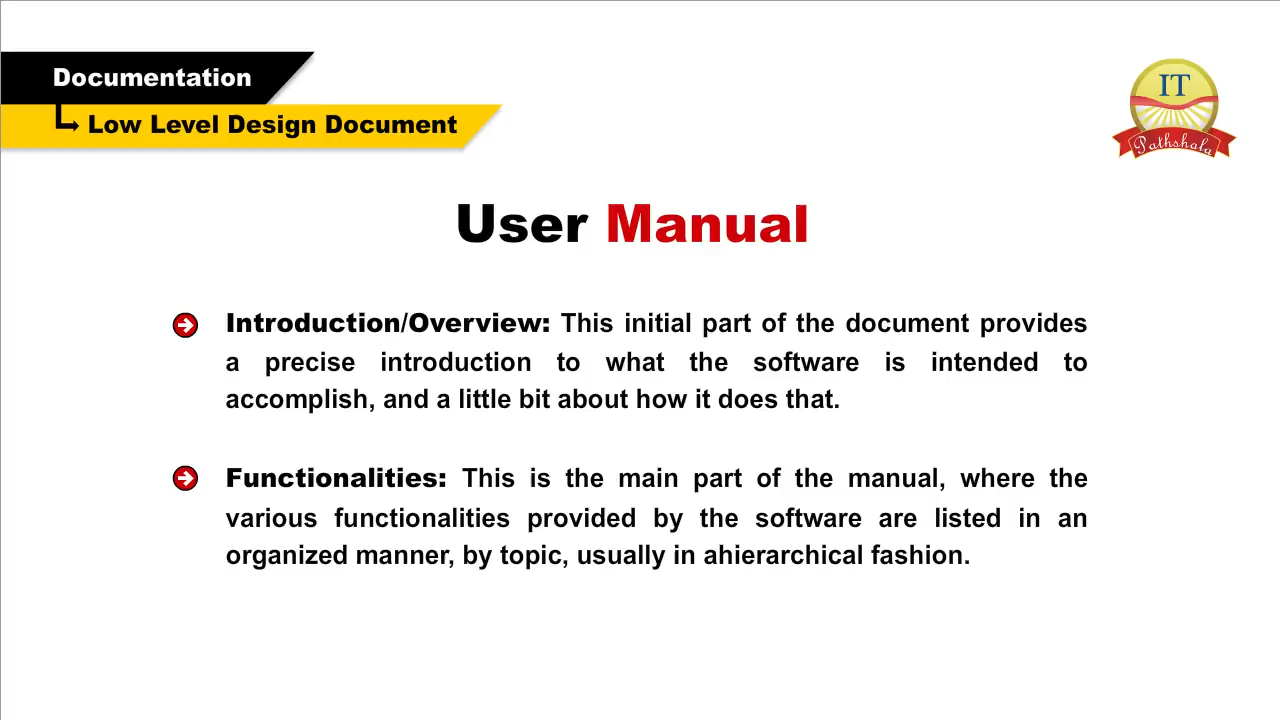 Documentation
Low Level Design Document
IT
Pathshala
User Manual
Introduction/Overview: This initial part of the document provides
a precise introduction to what the software is intended to
accomplish, and a little bit about how it does that.
Functionalities: This is the main part of the manual, where the
various functionalities provided by the software are listed in an
organized manner, by topic, usually in ahierarchical fashion.